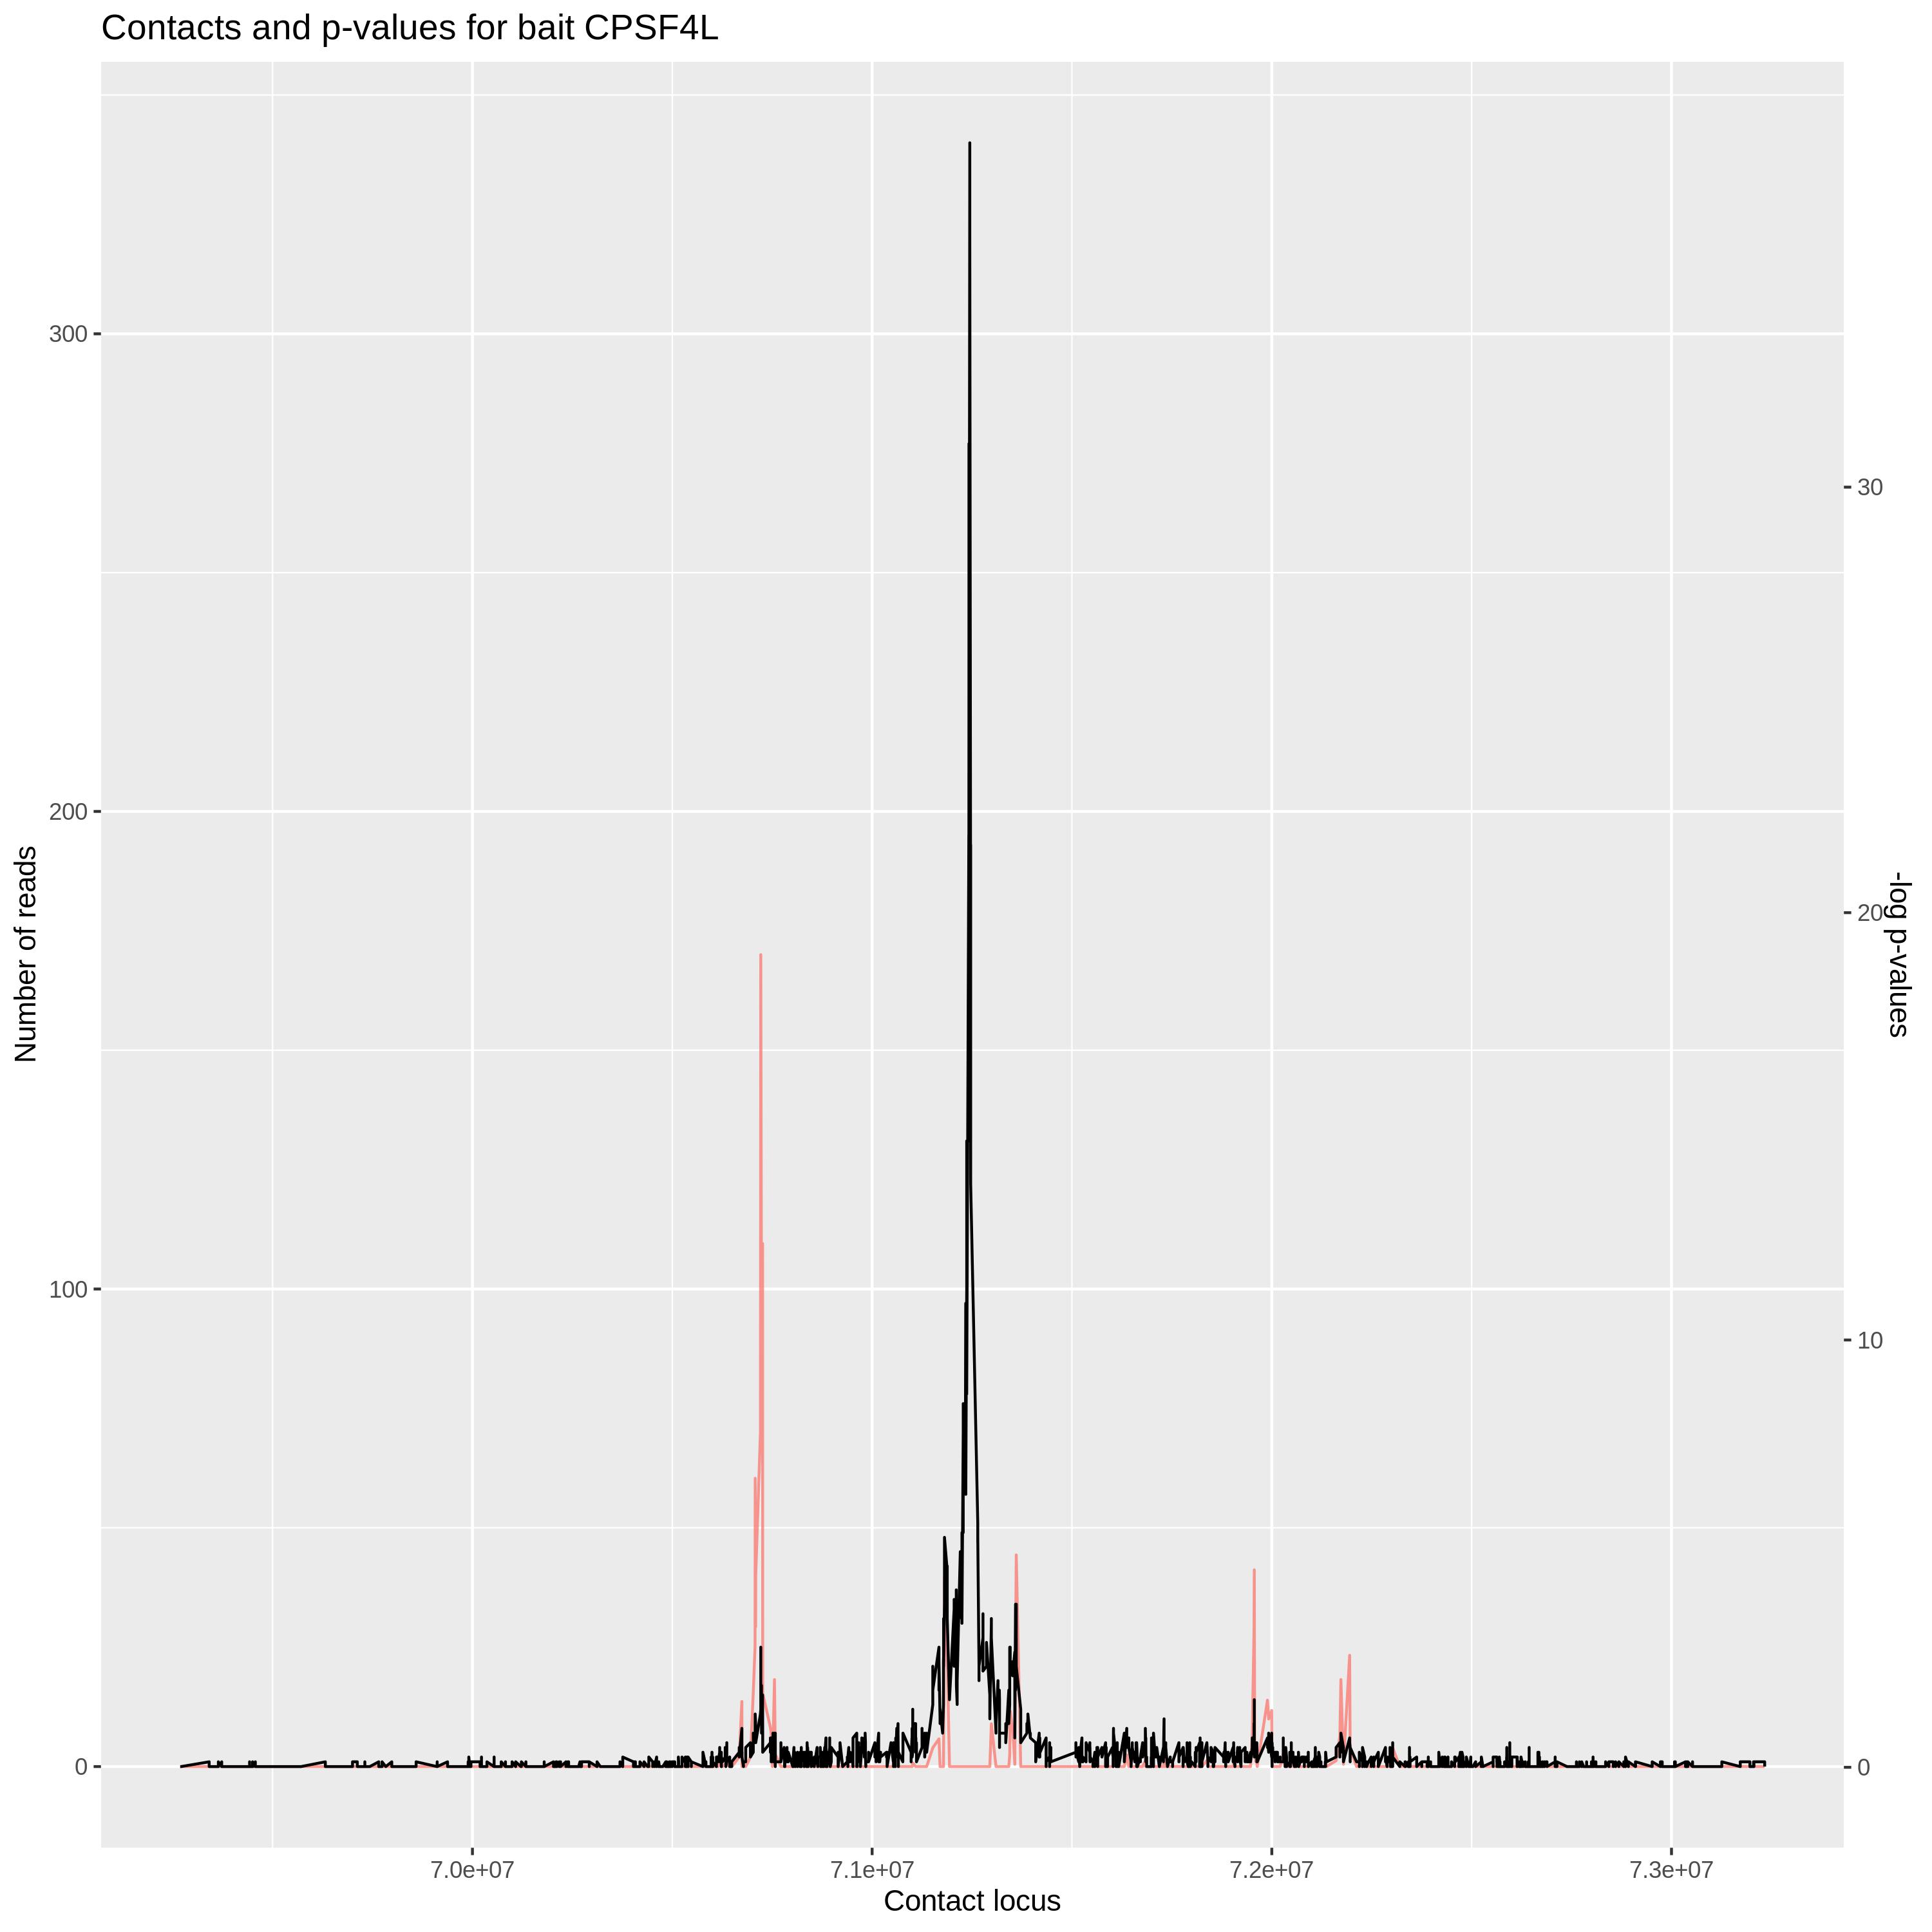 Contacts and p-values for bait CPSF4L
Number of reads
300
200
100
0
30
20
10
0
-log p-values
7.0e+07 7.1e+07 7.2e+07 7.3e+07
Contact locus